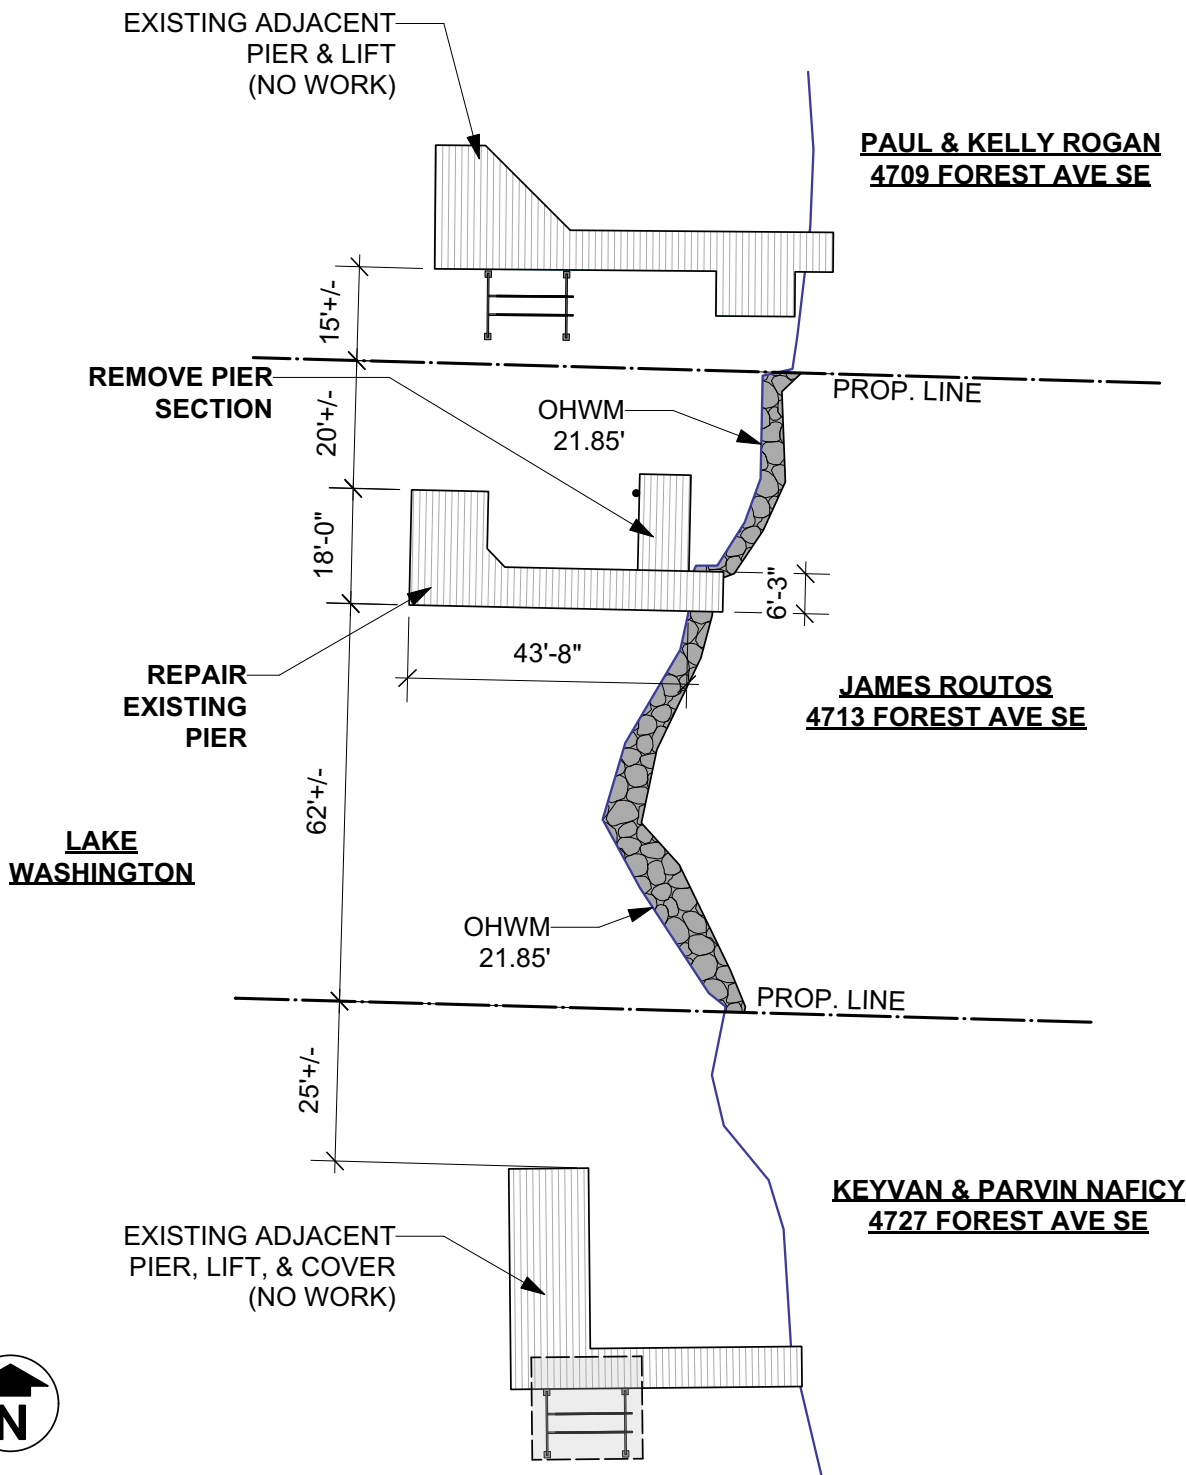 EXISTING ADJACENT
PIER & LIFT
(NO WORK)
PAUL & KELLY ROGAN
4709 FOREST AVE SE
15'+/-
REMOVE PIER
SECTION
20'+/-
OHWM
21.85'
PROP. LINE
18'-0"
6'-3"
43'-8"
REPAIR
EXISTING
PIER
JAMES ROUTOS
4713 FOREST AVE SE
62'+/-
LAKE
WASHINGTON
OHWM
21.85'
PROP. LINE
25'+/-
KEYVAN & PARVIN NAFICY
4727 FOREST AVE SE
EXISTING ADJACENT
PIER, LIFT, & COVER
(NO WORK)
N